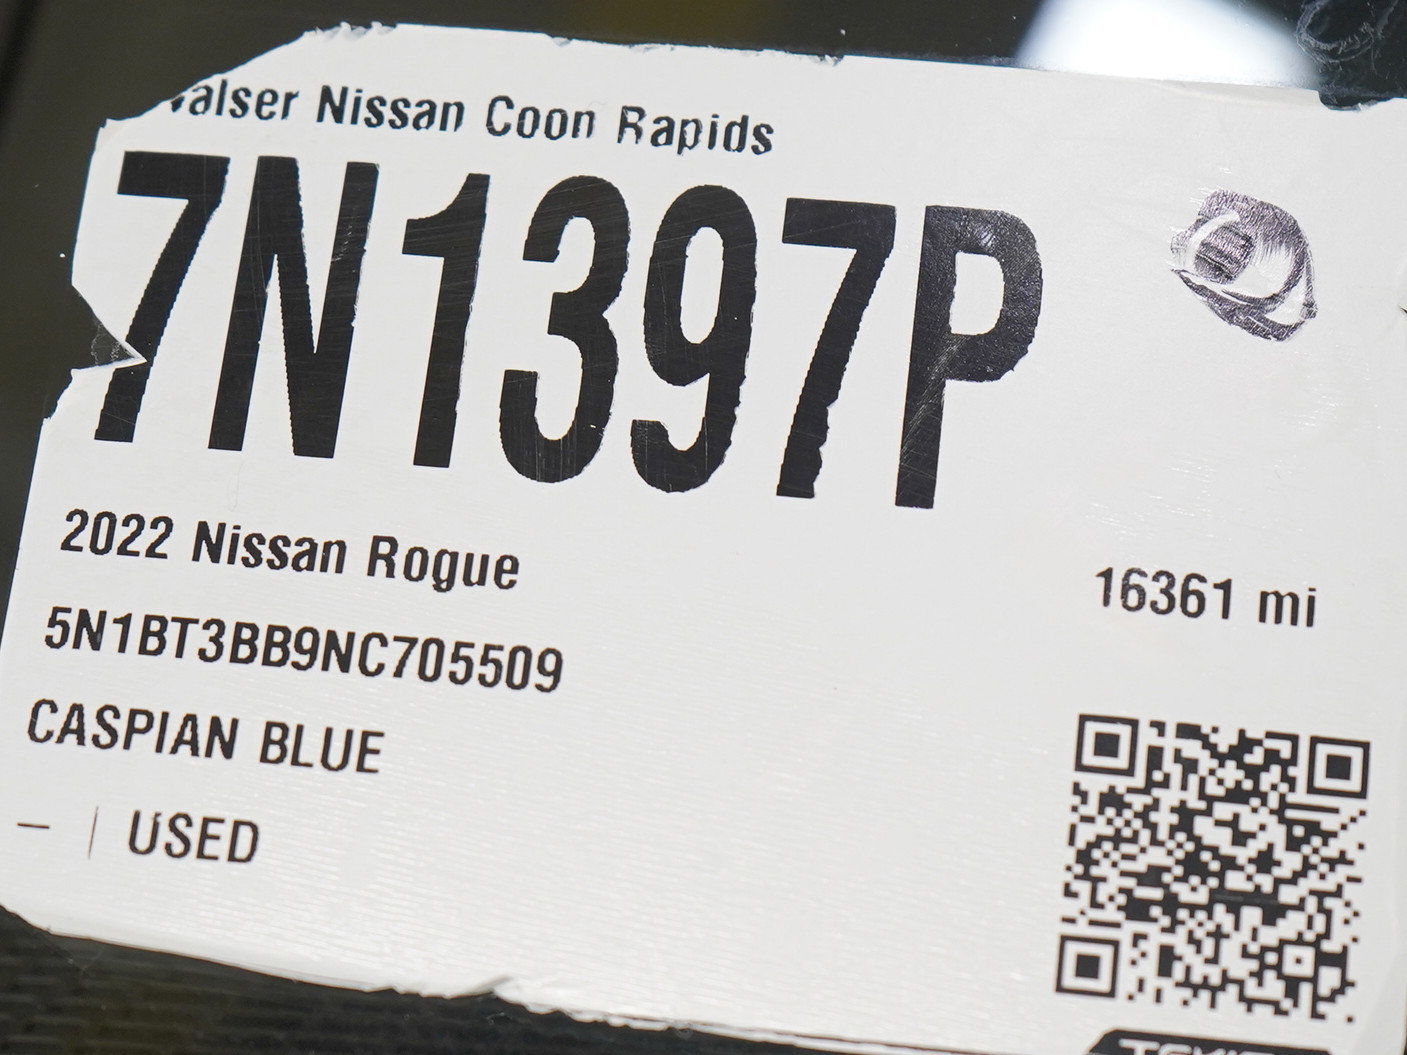 Walser Nissan Coon Rapids
7N1397P
2022 Nissan Rogue
16361 mi
5N1BT3BB9NC705509
CASPIAN BLUE
– | USED